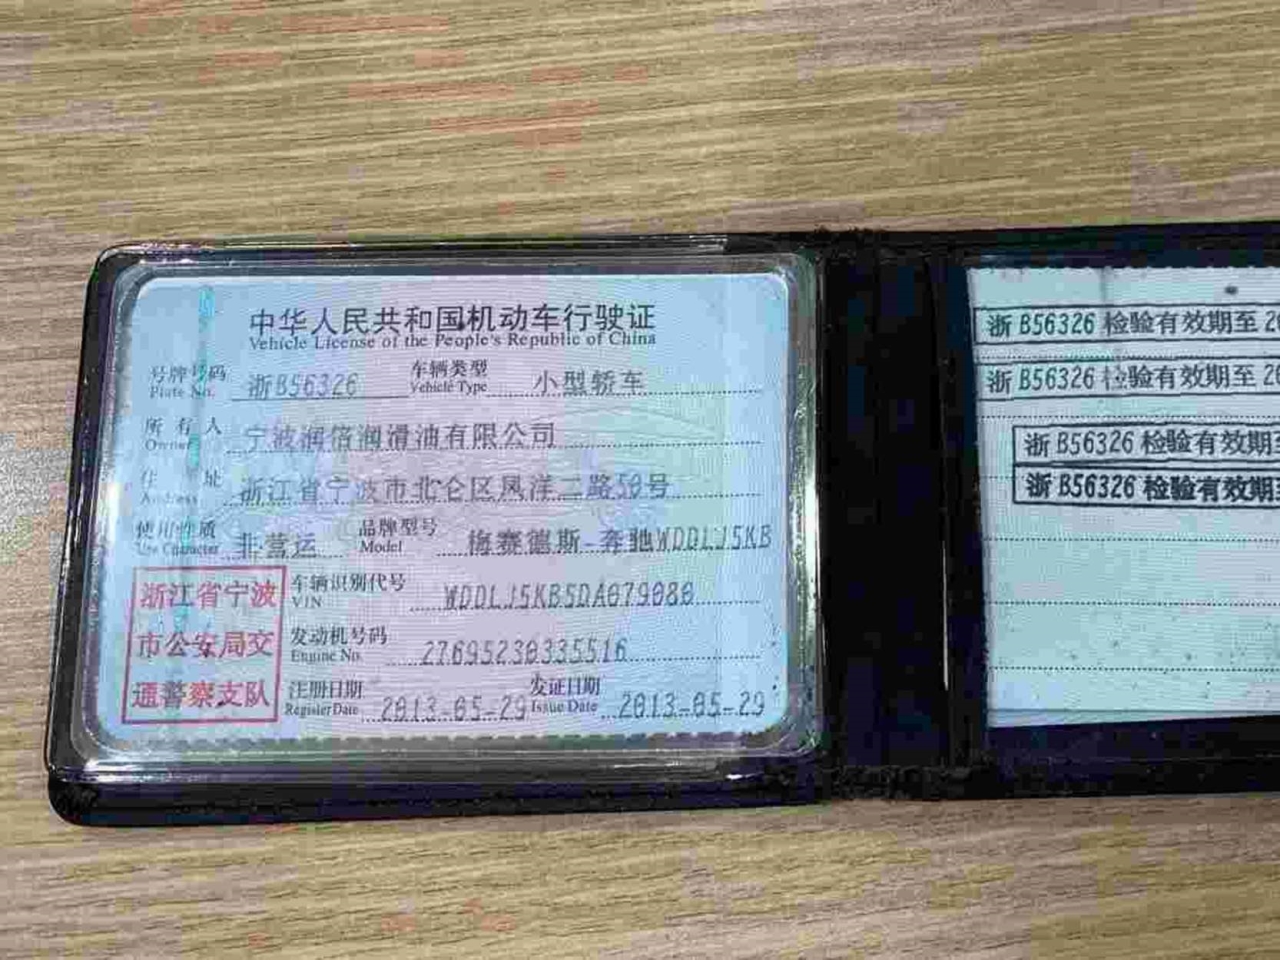 中华人民共和国机动车行驶证
Vehicle License of the People's Republic of China
号牌号码 浙B56326 车辆类型 小型轿车
Plate No. Vehicle Type
所有人 宁波润倍润滑油有限公司
Owner
住址 浙江省宁波市北仑区凤洋二路50号
Address
使用性质 非营运 品牌型号 梅赛德斯-奔驰WDDLJ5KB
Use Character Model
车辆识别代号 WDDLJ5KB5DA079080
VIN
发动机号码 27695230335516
Engine No.
注册日期 2013-05-29 发证日期 2013-05-29
Register Date Issue Date
浙江省宁波
市公安局交
通警察支队
浙B56326 检验有效期至 20
浙B56326 检验有效期至 20
浙B56326 检验有效期至
浙B56326 检验有效期至